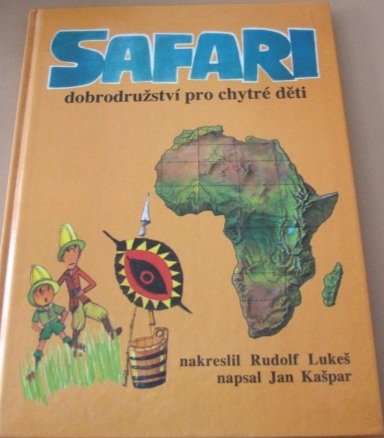 SAFARI
dobrodružství pro chytré děti
nakreslil Rudolf Lukeš
napsal Jan Kašpar